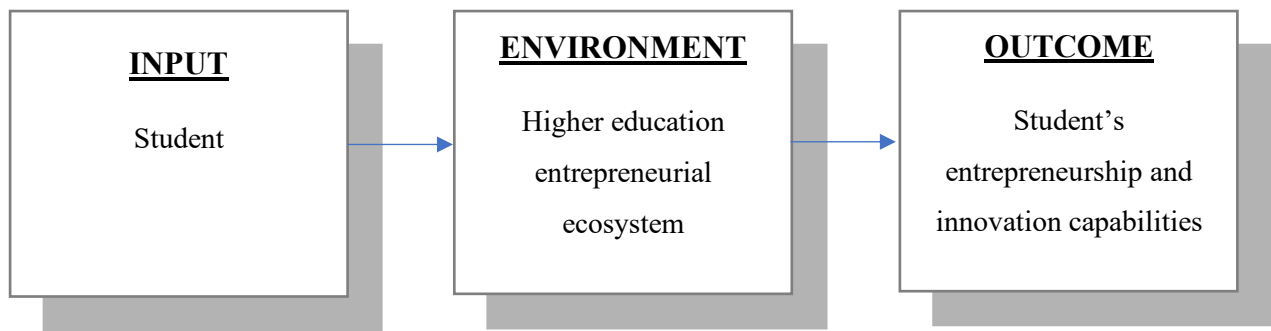 INPUT
Student
ENVIRONMENT
Higher education
entrepreneurial
ecosystem
OUTCOME
Student’s
entrepreneurship and
innovation capabilities